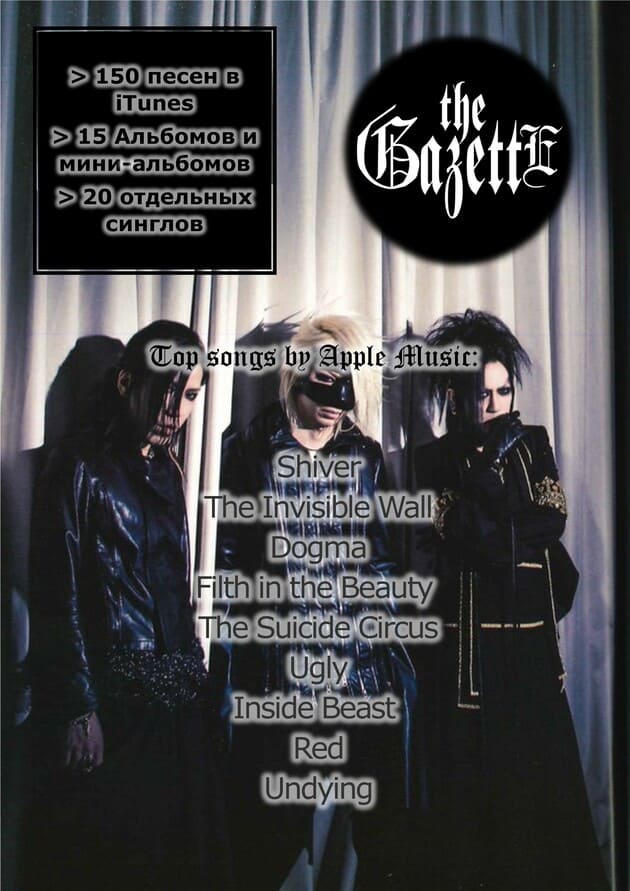 > 150 песен в
iTunes
> 15 Альбомов и
мини-альбомов
> 20 отдельных
синглов
the
GazettE
Top songs by Apple Music:
Shiver
The Invisible Wall
Dogma
Filth in the Beauty
The Suicide Circus
Ugly
Inside Beast
Red
Undying